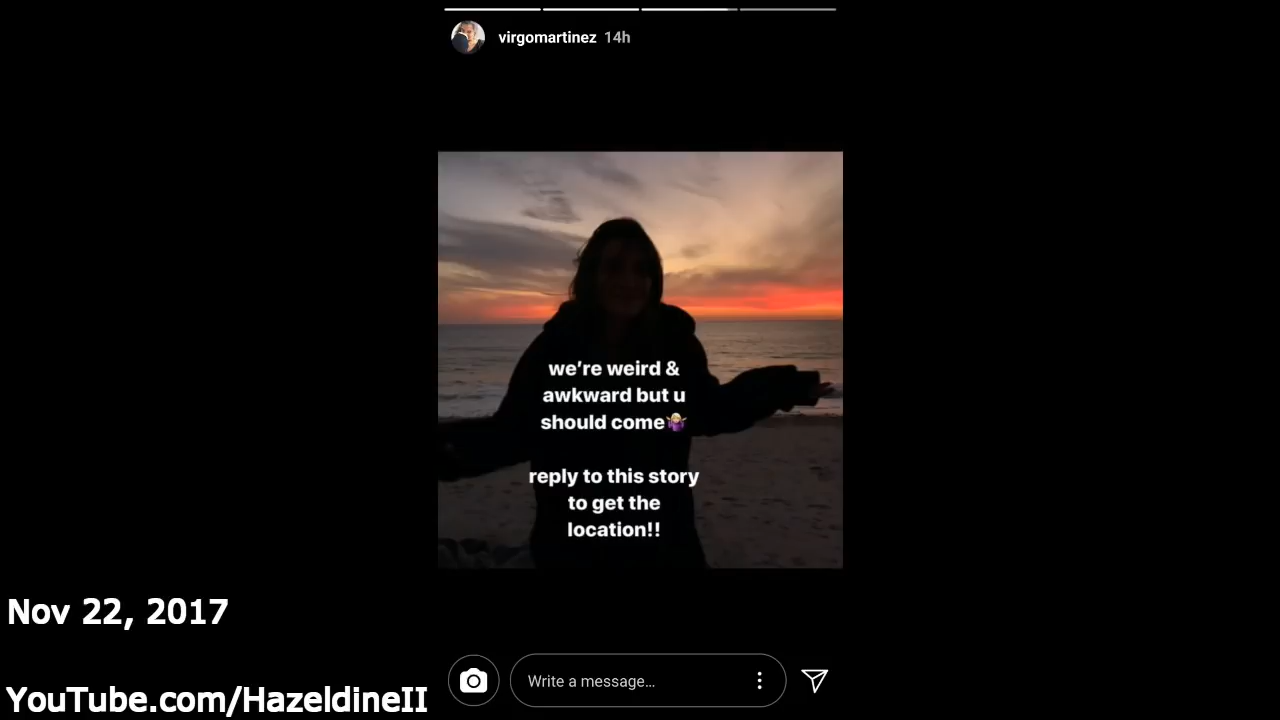 virgomartinez 14h
we're weird &
awkward but u
should come🤷🏼‍♀️
reply to this story
to get the
location!!
Nov 22, 2017
Write a message...
YouTube.com/HazeldineII